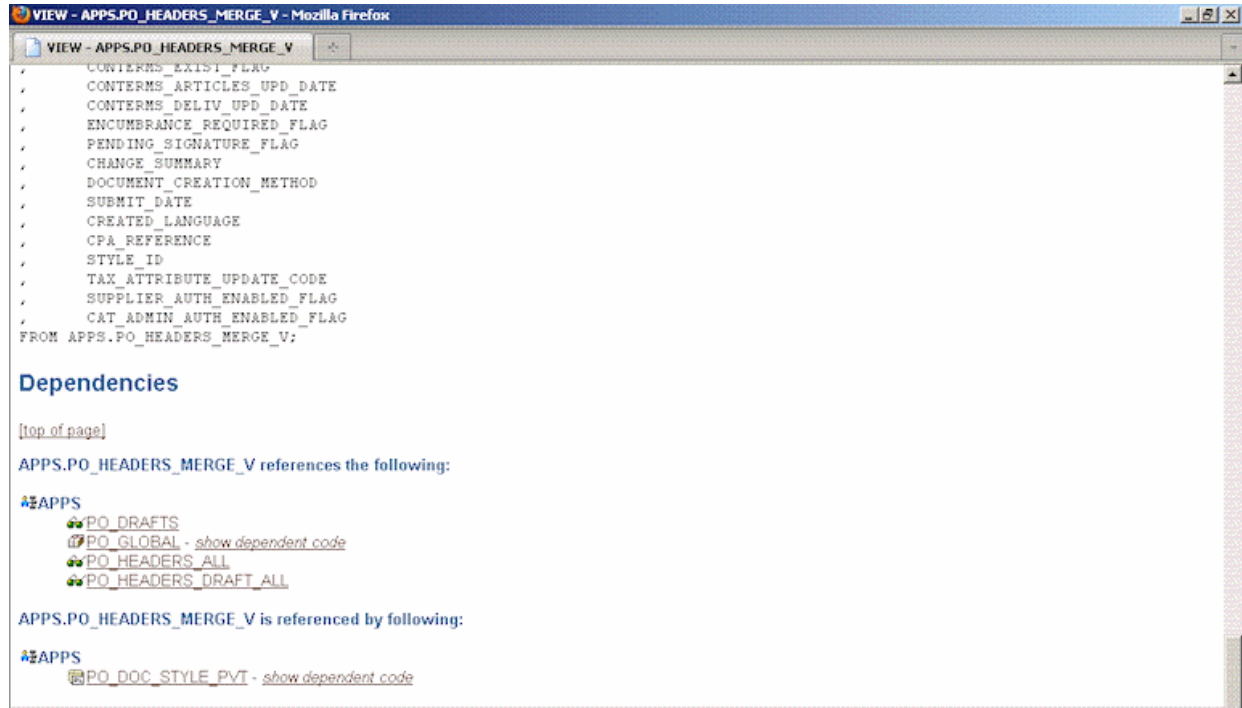 VIEW - APPS.PO_HEADERS_MERGE_V - Mozilla Firefox
VIEW - APPS.PO_HEADERS_MERGE_V
, CONTERMS_EXIST_FLAG
, CONTERMS_ARTICLES_UPD_DATE
, CONTERMS_DELIV_UPD_DATE
, ENCUMBRANCE_REQUIRED_FLAG
, PENDING_SIGNATURE_FLAG
, CHANGE_SUMMARY
, DOCUMENT_CREATION_METHOD
, SUBMIT_DATE
, CREATED_LANGUAGE
, CPA_REFERENCE
, STYLE_ID
, TAX_ATTRIBUTE_UPDATE_CODE
, SUPPLIER_AUTH_ENABLED_FLAG
, CAT_ADMIN_AUTH_ENABLED_FLAG
FROM APPS.PO_HEADERS_MERGE_V;
Dependencies
[top of page]
APPS.PO_HEADERS_MERGE_V references the following:
APPS
PO_DRAFTS
PO_GLOBAL - show dependent code
PO_HEADERS_ALL
PO_HEADERS_DRAFT_ALL
APPS.PO_HEADERS_MERGE_V is referenced by following:
APPS
PO_DOC_STYLE_PVT - show dependent code